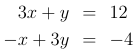 3x + y = 12
−x + 3y = −4